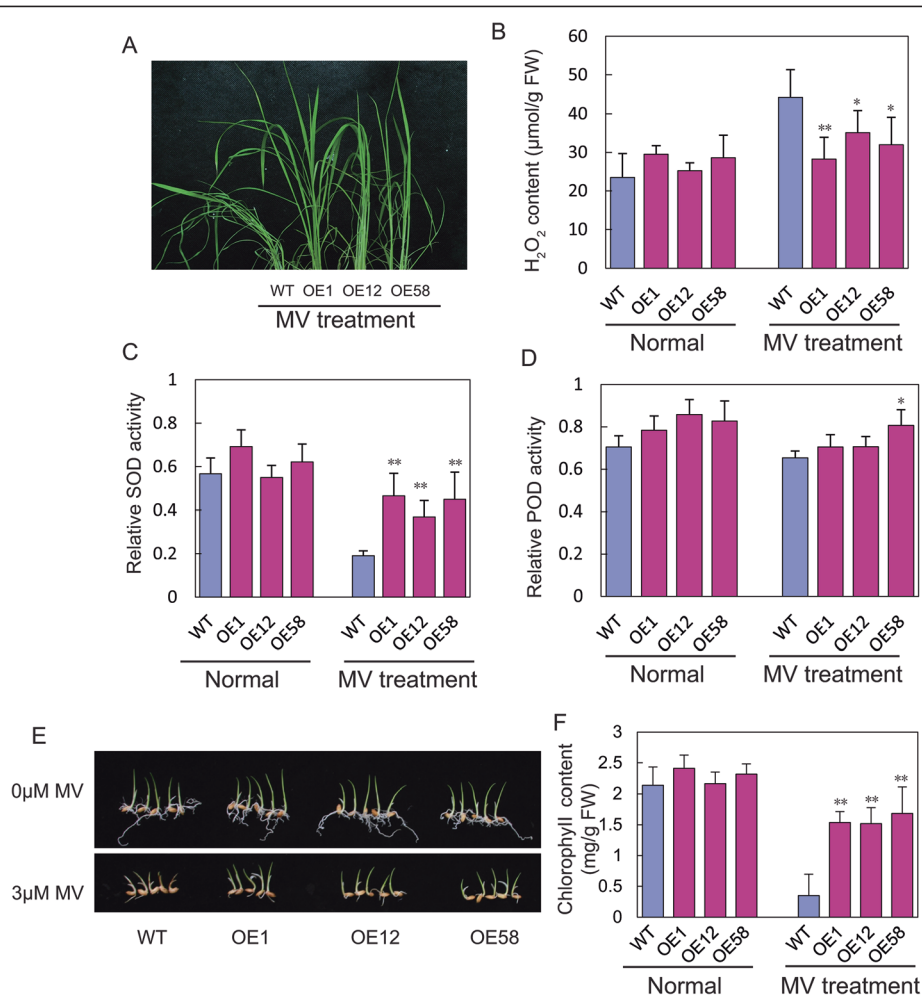 A
WT OE1 OE12 OE58
MV treatment
B
H₂O₂ content (µmol/g FW)
60
50
40
30
20
10
0
** * *
WT OE1 OE12 OE58 WT OE1 OE12 OE58
Normal MV treatment
C
Relative SOD activity
1
0.8
0.6
0.4
0.2
0
** ** **
WT OE1 OE12 OE58 WT OE1 OE12 OE58
Normal MV treatment
D
Relative POD activity
1
0.8
0.6
0.4
0.2
0
*
WT OE1 OE12 OE58 WT OE1 OE12 OE58
Normal MV treatment
E
0µM MV
3µM MV
WT OE1 OE12 OE58
F
Chlorophyll content
(mg/g FW)
3
2.5
2
1.5
1
0.5
0
** ** **
WT OE1 OE12 OE58 WT OE1 OE12 OE58
Normal MV treatment